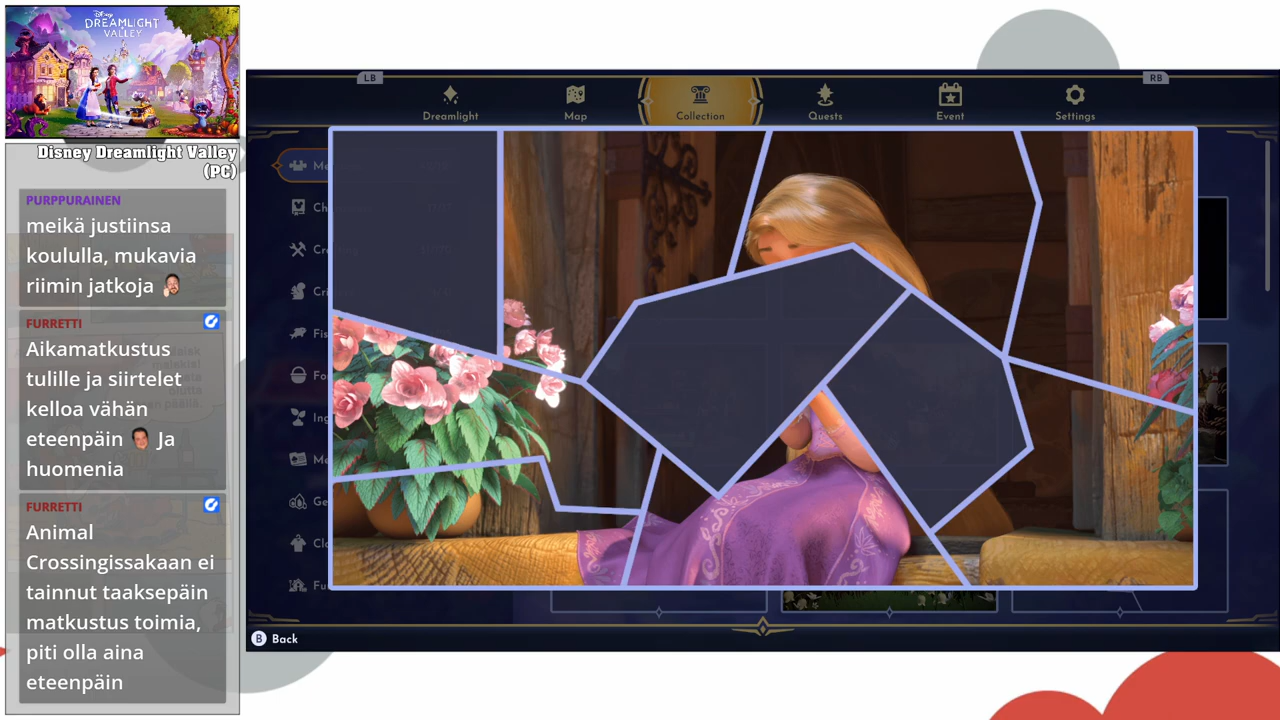 Disney
DREAMLIGHT
VALLEY
Disney Dreamlight Valley
(PC)
PURPPURAINEN
meikä justiinsa
koululla, mukavia
riimin jatkoja
FURRETTI
Aikamatkustus
tulille ja siirtelet
kelloa vähän
eteenpäin Ja
huomenia
FURRETTI
Animal
Crossingissakaan ei
tainnut taaksepäin
matkustus toimia,
piti olla aina
eteenpäin
LB
RB
Dreamlight
Map
Collection
Quests
Event
Settings
B Back